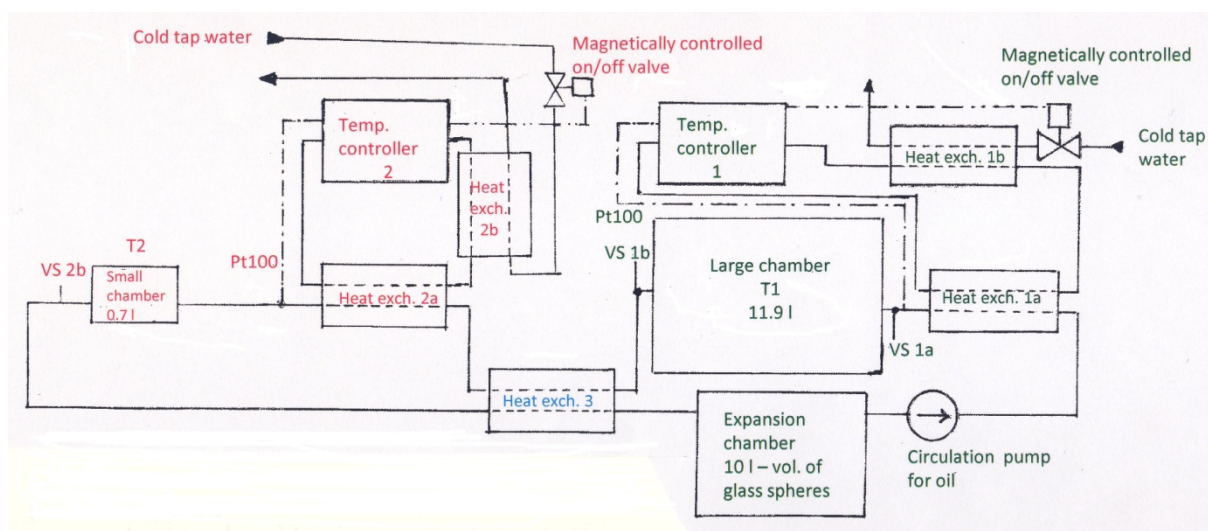 Cold tap water
Magnetically controlled
on/off valve
Magnetically controlled
on/off valve
Temp.
controller
2
Temp.
controller
1
Heat exch. 1b
Cold tap
water
Heat
exch.
2b
T2
Pt100
Pt100
VS 2b
Small
chamber
0.7 l
Heat exch. 2a
VS 1b
Large chamber
T1
11.9 l
Heat exch. 1a
VS 1a
Heat exch. 3
Expansion
chamber
10 l – vol. of
glass spheres
Circulation pump
for oil